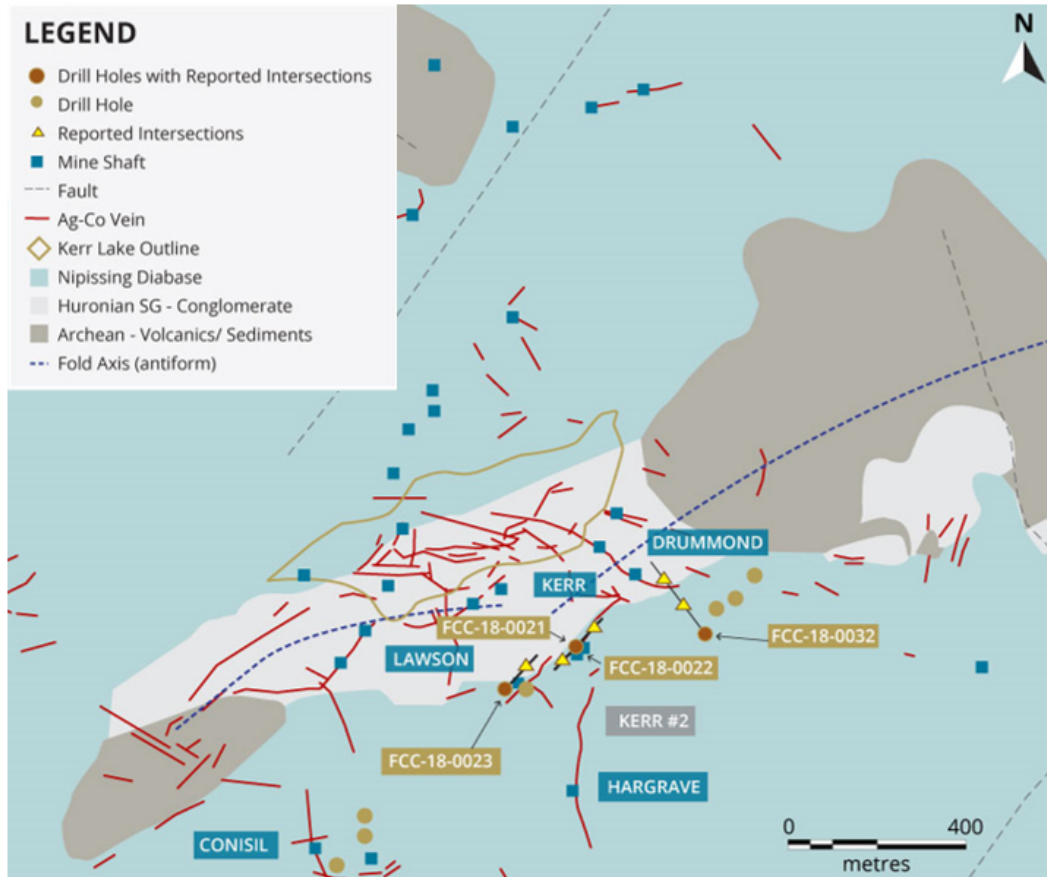 LEGEND
Drill Holes with Reported Intersections
Drill Hole
Reported Intersections
Mine Shaft
Fault
Ag-Co Vein
Kerr Lake Outline
Nipissing Diabase
Huronian SG - Conglomerate
Archean - Volcanics/ Sediments
Fold Axis (antiform)
N
DRUMMOND
KERR
FCC-18-0021
FCC-18-0032
LAWSON
FCC-18-0022
KERR #2
FCC-18-0023
HARGRAVE
CONISIL
0 400
metres